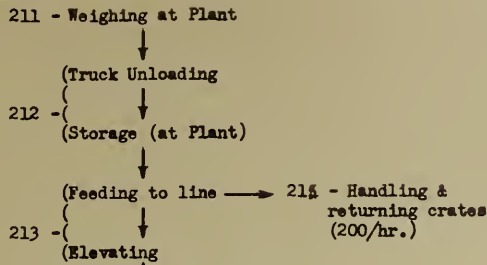 211 - Weighing at Plant
(Truck Unloading
(
212 -(
(
(Storage (at Plant)
(Feeding to line → - Handling &
( returning crates
213 -( (200/hr.)
(Elevating